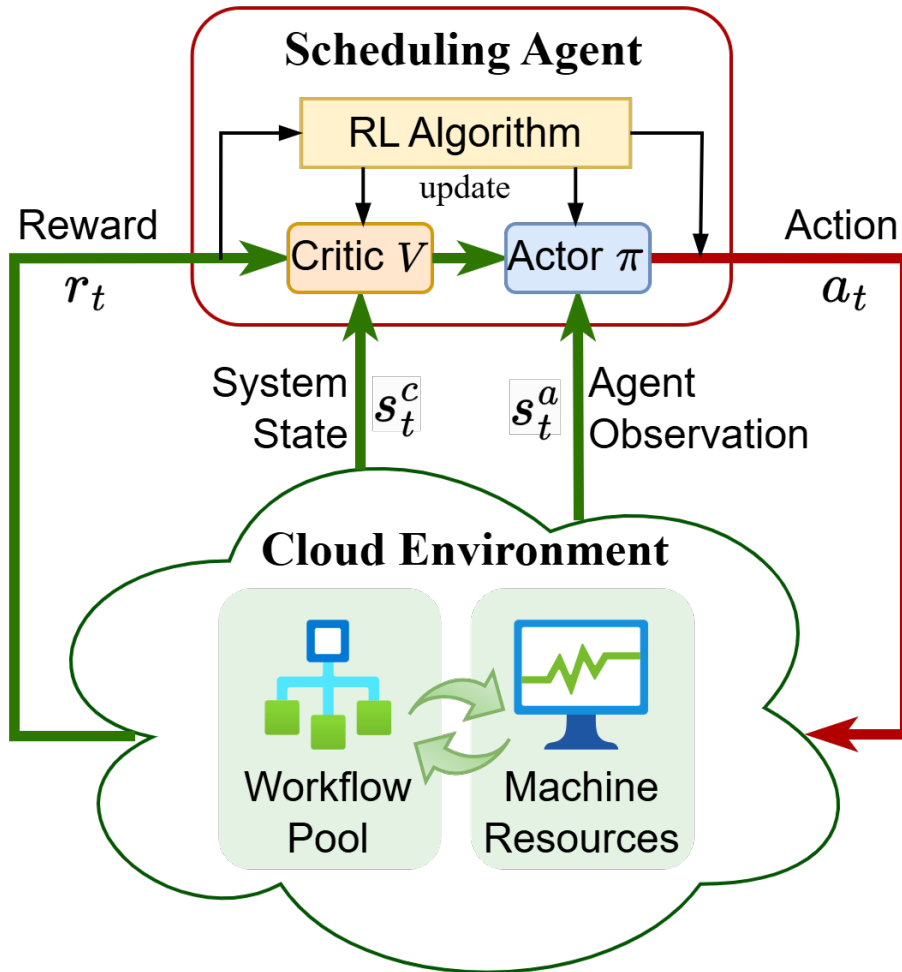 Scheduling Agent
RL Algorithm
update
Reward
r_t
Critic V
Actor π
Action
a_t
System
State
s_t^c
s_t^a
Agent
Observation
Cloud Environment
Workflow
Pool
Machine
Resources